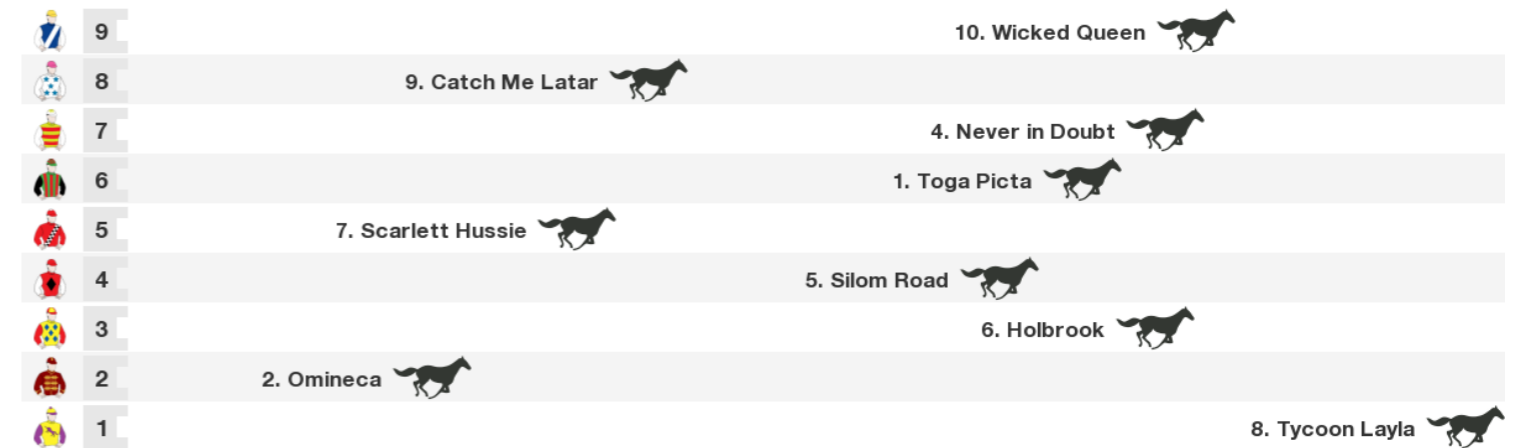 9 10. Wicked Queen
8 9. Catch Me Latar
7 4. Never in Doubt
6 1. Toga Picta
5 7. Scarlett Hussie
4 5. Silom Road
3 6. Holbrook
2 2. Omineca
1 8. Tycoon Layla